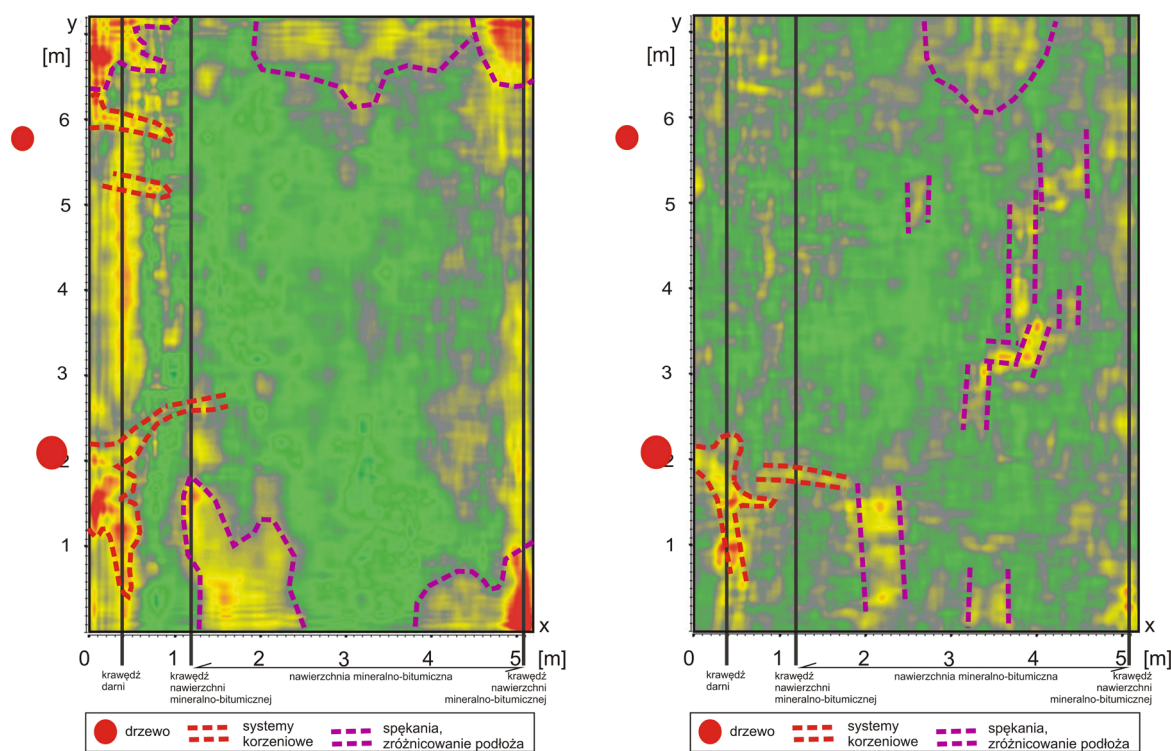 y
[m]
6
5
4
3
2
1
x
0
1
2
3
4
5
[m]
krawędź
darni
krawędź
nawierzchni
mineralno-bitumicznej
nawierzchnia mineralno-bitumiczna
krawędź
nawierzchni
mineralno-bitumicznej
drzewo
systemy
korzeniowe
spękania,
zróżnicowanie podłoża
y
[m]
6
5
4
3
2
1
x
0
1
2
3
4
5
[m]
krawędź
darni
krawędź
nawierzchni
mineralno-bitumicznej
nawierzchnia mineralno-bitumiczna
krawędź
nawierzchni
mineralno-bitumicznej
drzewo
systemy
korzeniowe
spękania,
zróżnicowanie podłoża